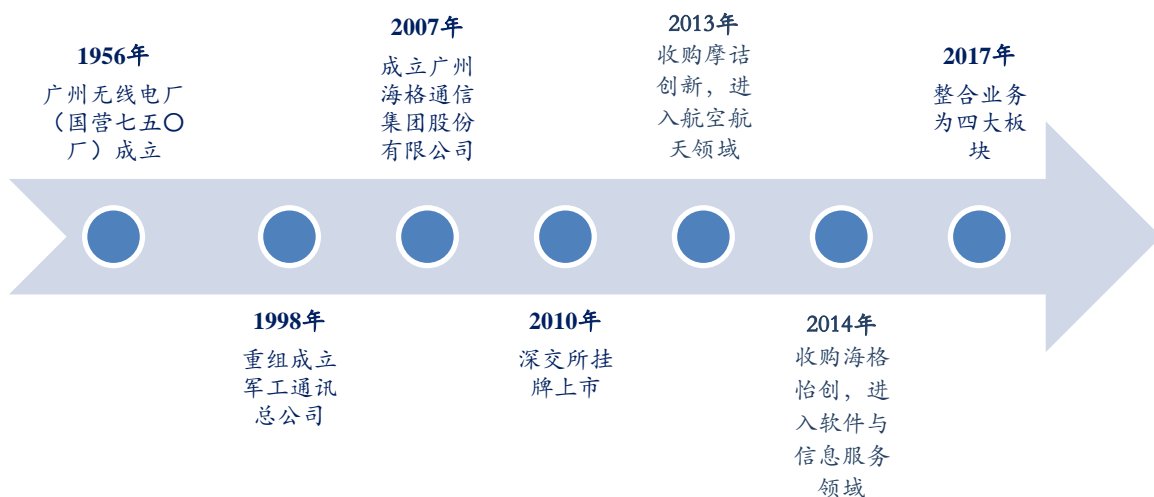 1956年
广州无线电厂
（国营七五〇
厂）成立
1998年
重组成立
军工通讯
总公司
2007年
成立广州
海格通信
集团股份
有限公司
2010年
深交所挂
牌上市
2013年
收购摩诘
创新，进
入航空航
天领域
2014年
收购海格
怡创，进
入软件与
信息服务
领域
2017年
整合业务
为四大板
块